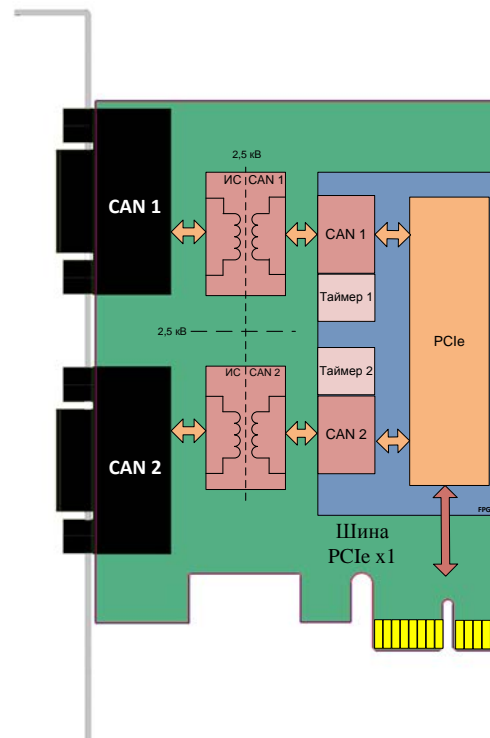 2,5 кВ
CAN 1
ИС CAN 1
CAN 1
Таймер 1
2,5 кВ
PCIe
Таймер 2
ИС CAN 2
CAN 2
CAN 2
FPG
Шина
PCIe x1